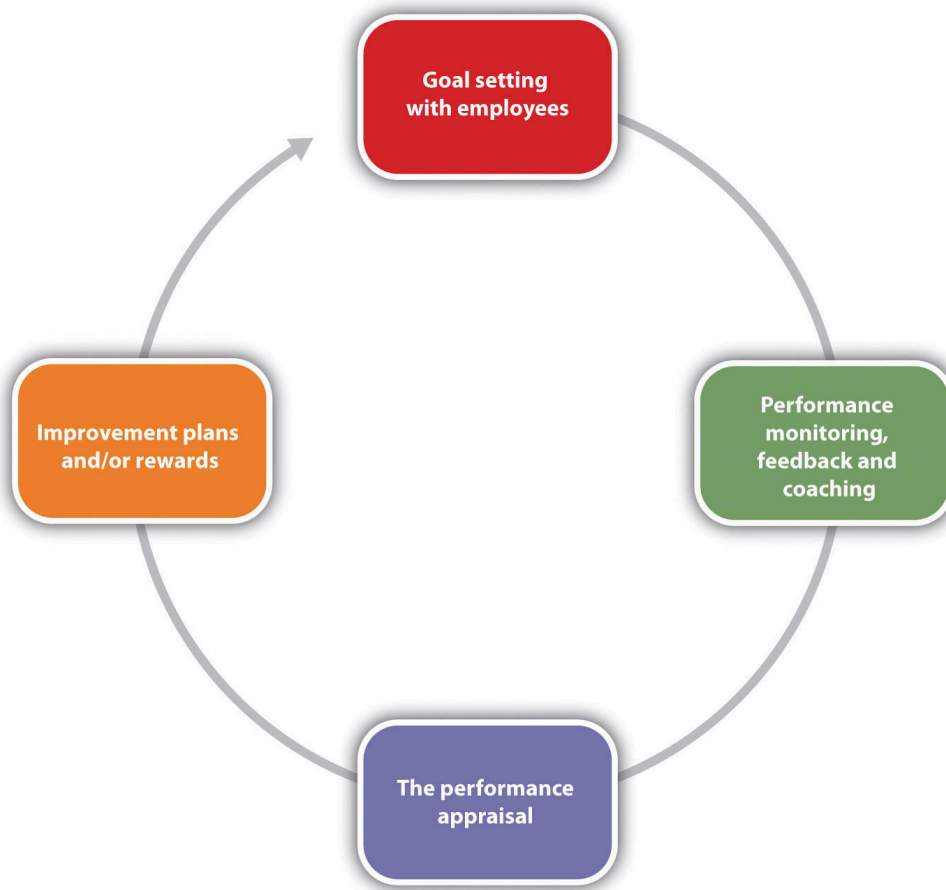 Goal setting
with employees
Performance
monitoring,
feedback and
coaching
The performance
appraisal
Improvement plans
and/or rewards